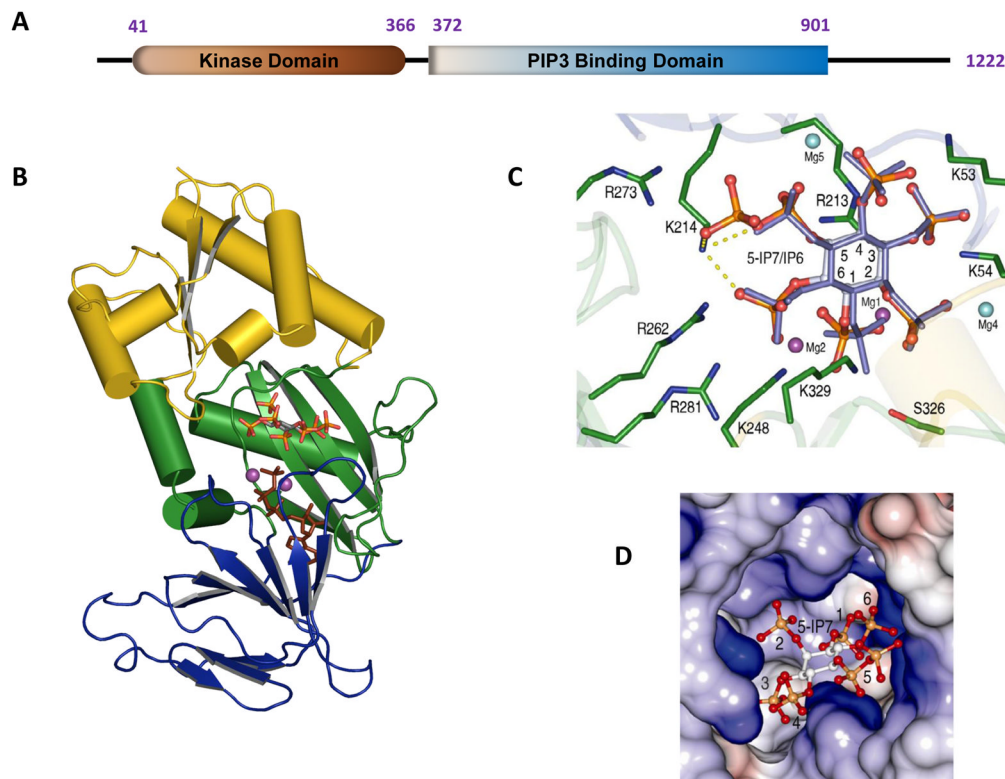 A
41
366
372
901
Kinase Domain
PIP3 Binding Domain
1222
B
C
Mg5
K53
R273
R213
K214
5-IP7/IP6
4
5
3
6
1
2
K54
Mg1
Mg4
R262
Mg2
K329
R281
K248
S326
D
6
1
5-IP7
2
3
5
4